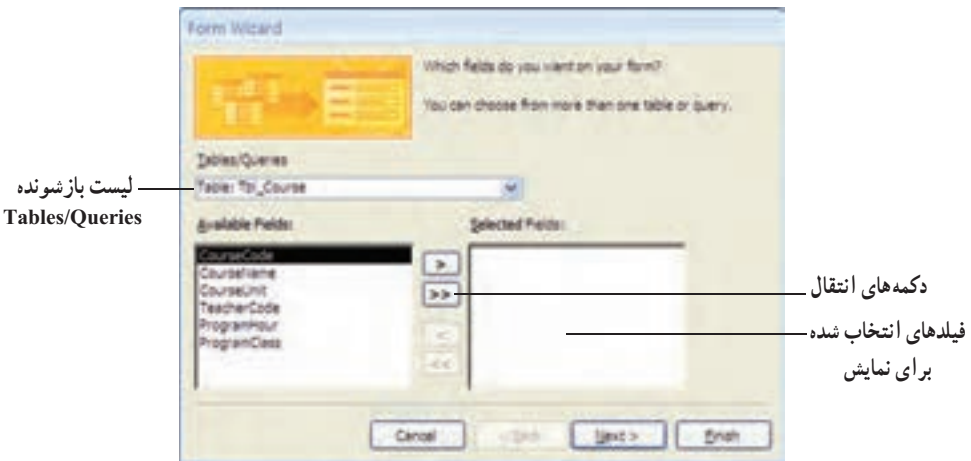 Form Wizard
Which fields do you want on your form?
You can choose from more than one table or query.
Tables/Queries
لیست بازشونده
Tables/Queries
Table: Tbl_Course
Available Fields:
Selected Fields:
CourseCode
CourseName
CourseUnit
TeacherCode
ProgramHour
ProgramClass
>
>>
<
<<
دکمه‌های انتقال
فیلدهای انتخاب شده
برای نمایش
Cancel
< Back
Next >
Finish